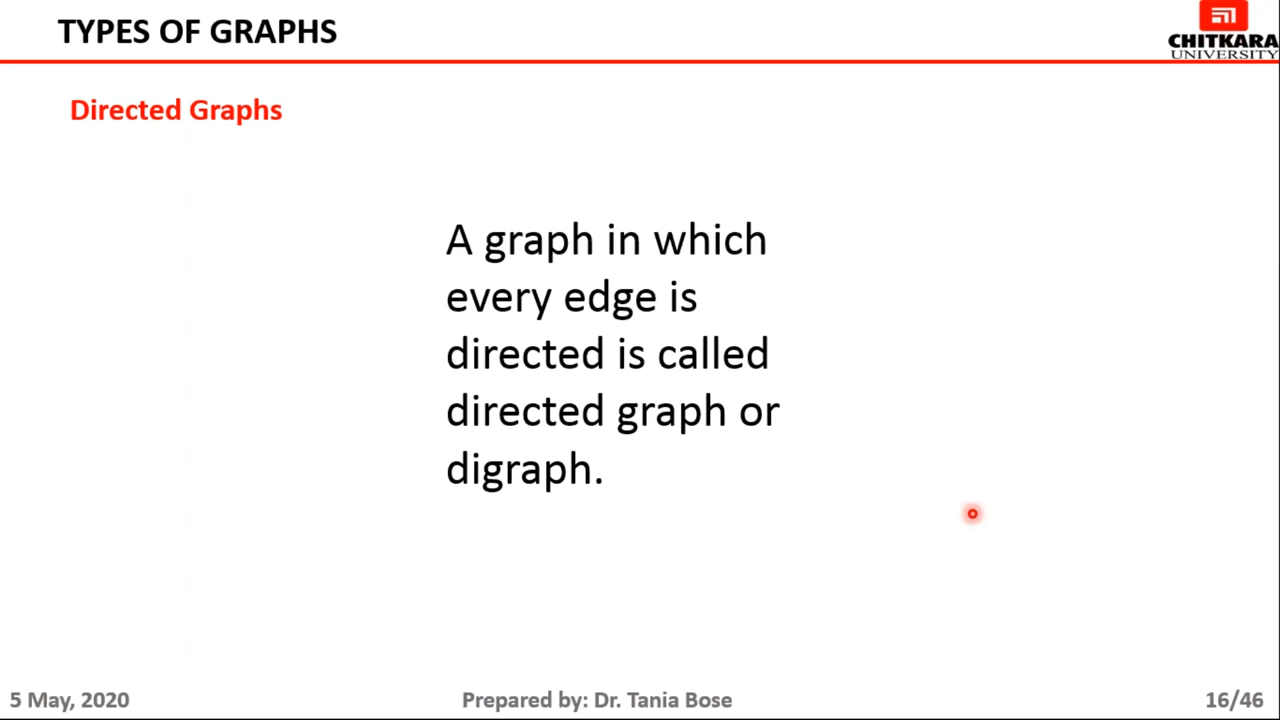 TYPES OF GRAPHS
CHITKARA
UNIVERSITY
Directed Graphs
A graph in which
every edge is
directed is called
directed graph or
digraph.
5 May, 2020
Prepared by: Dr. Tania Bose
16/46